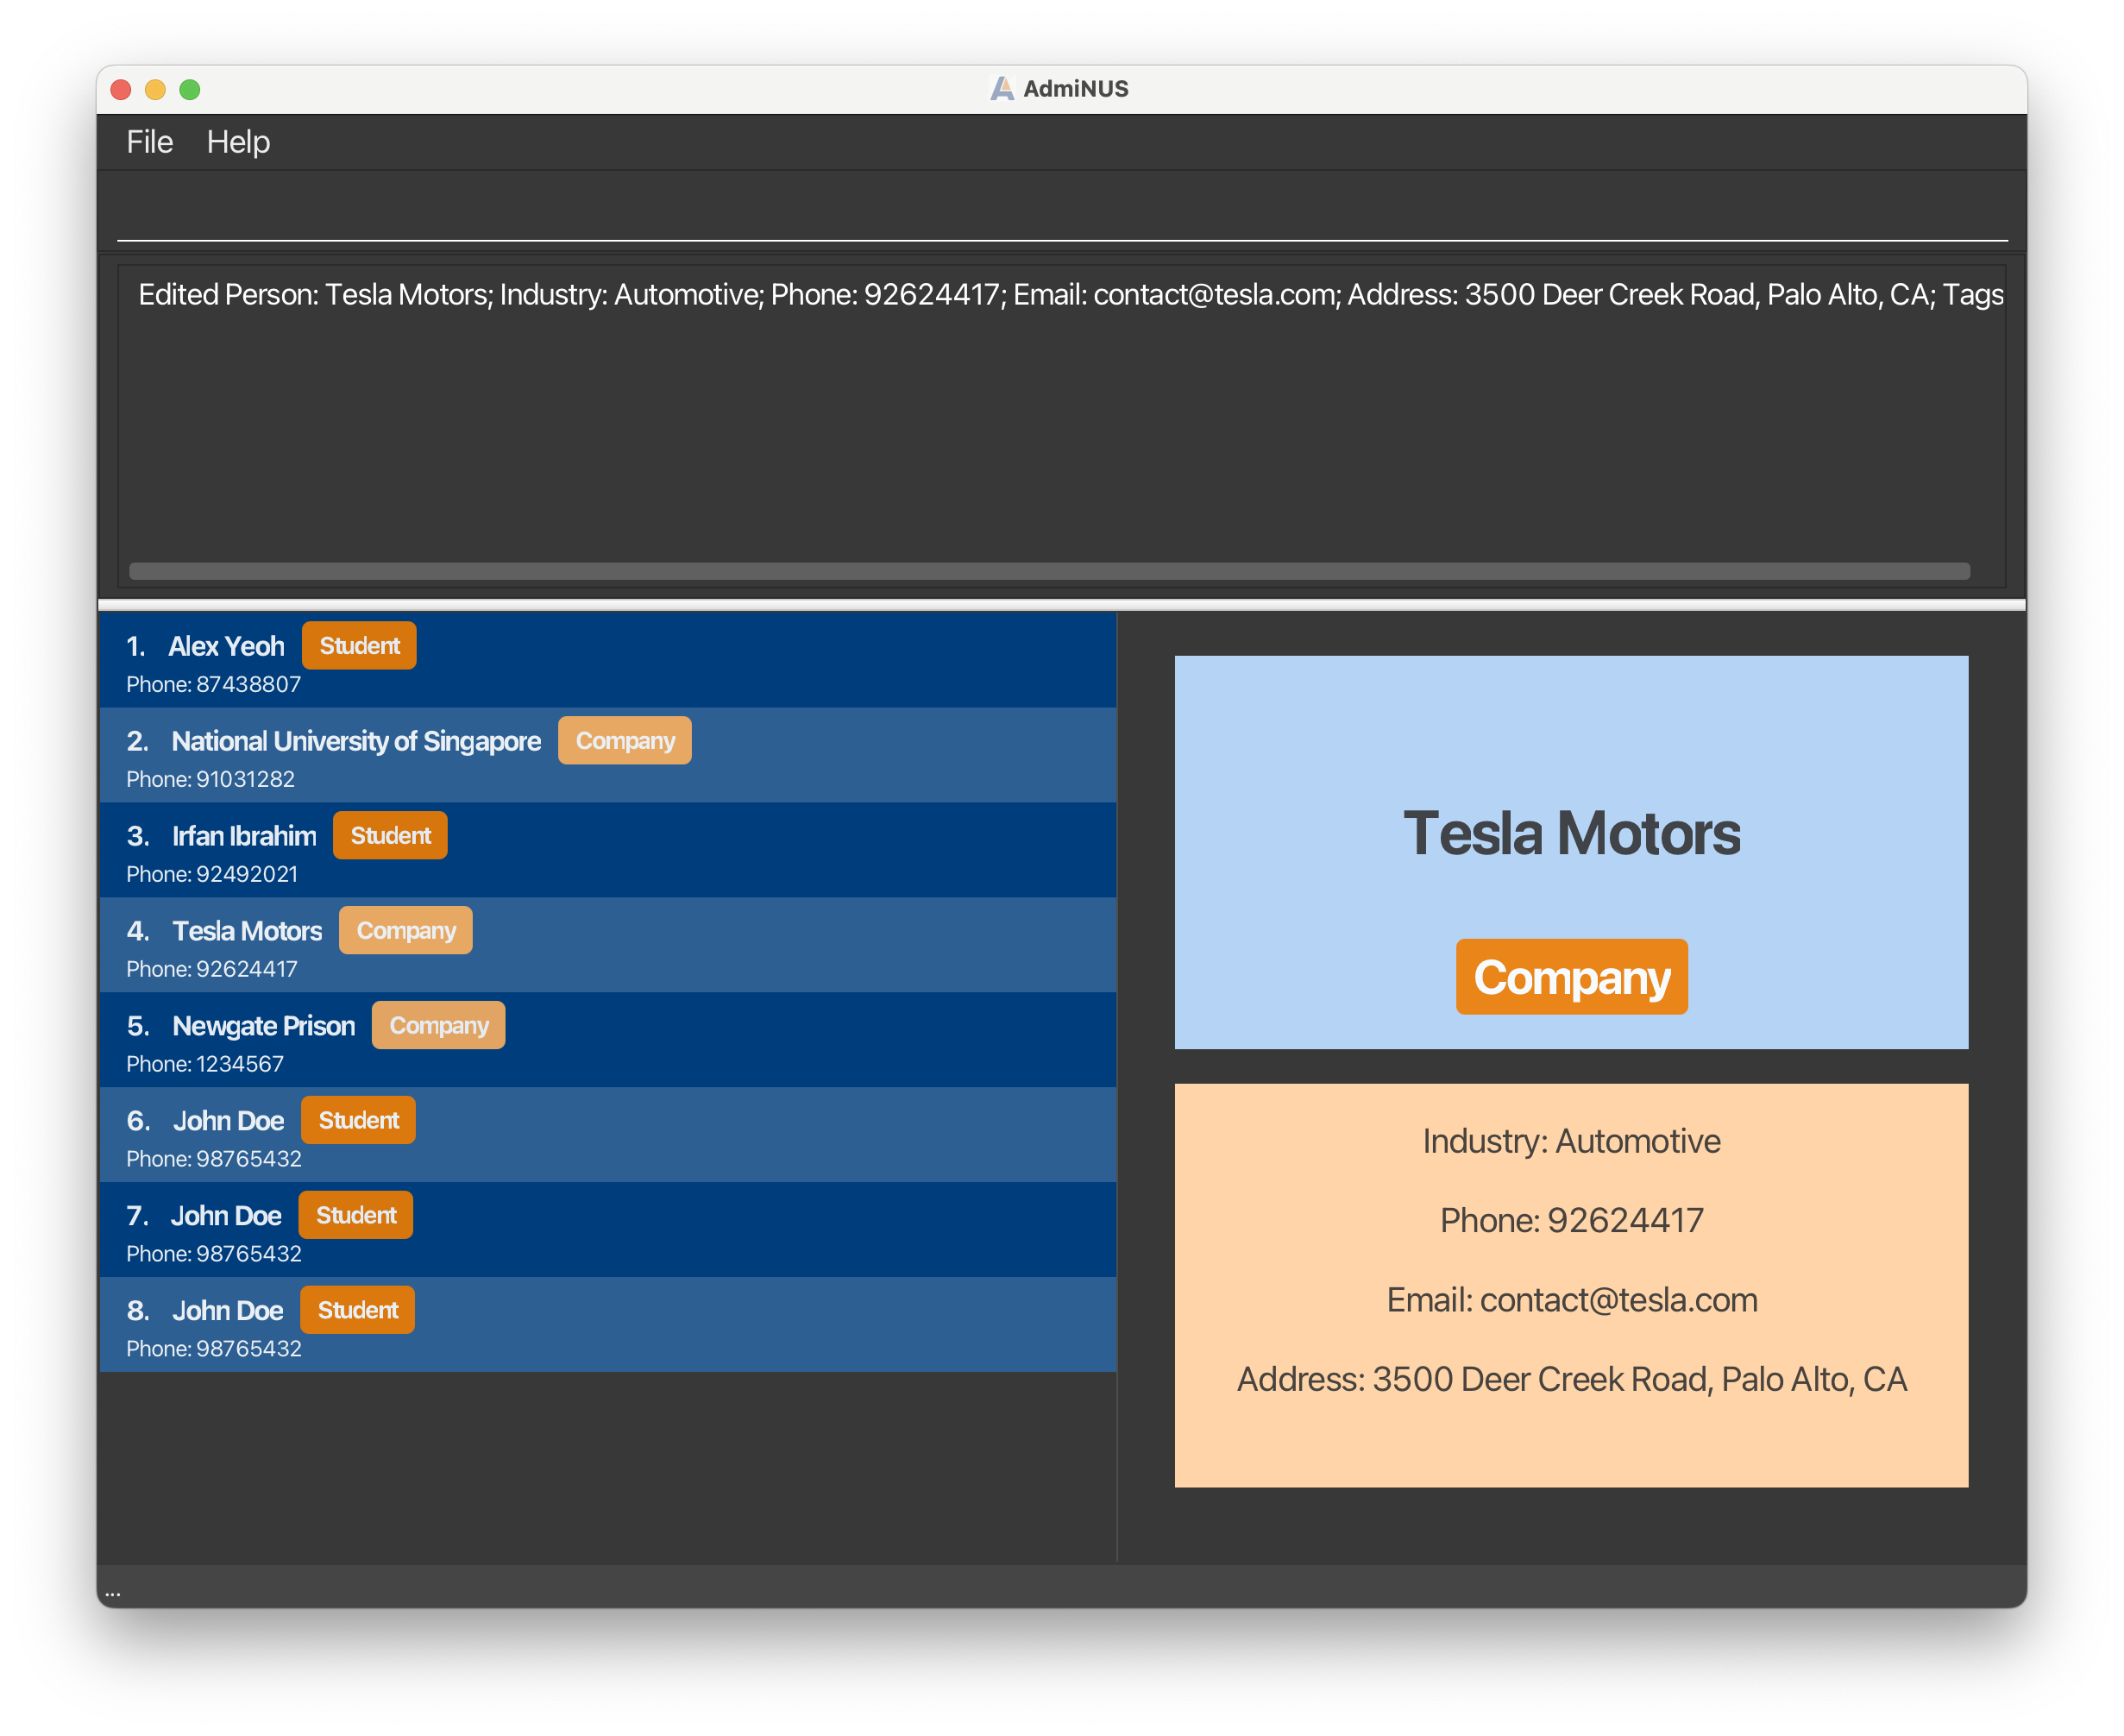 AdmiNUS
File Help
Edited Person: Tesla Motors; Industry: Automotive; Phone: 92624417; Email: contact@tesla.com; Address: 3500 Deer Creek Road, Palo Alto, CA; Tags
1. Alex Yeoh Student
Phone: 87438807
2. National University of Singapore Company
Phone: 91031282
3. Irfan Ibrahim Student
Phone: 92492021
4. Tesla Motors Company
Phone: 92624417
5. Newgate Prison Company
Phone: 1234567
6. John Doe Student
Phone: 98765432
7. John Doe Student
Phone: 98765432
8. John Doe Student
Phone: 98765432
Tesla Motors
Company
Industry: Automotive
Phone: 92624417
Email: contact@tesla.com
Address: 3500 Deer Creek Road, Palo Alto, CA
...